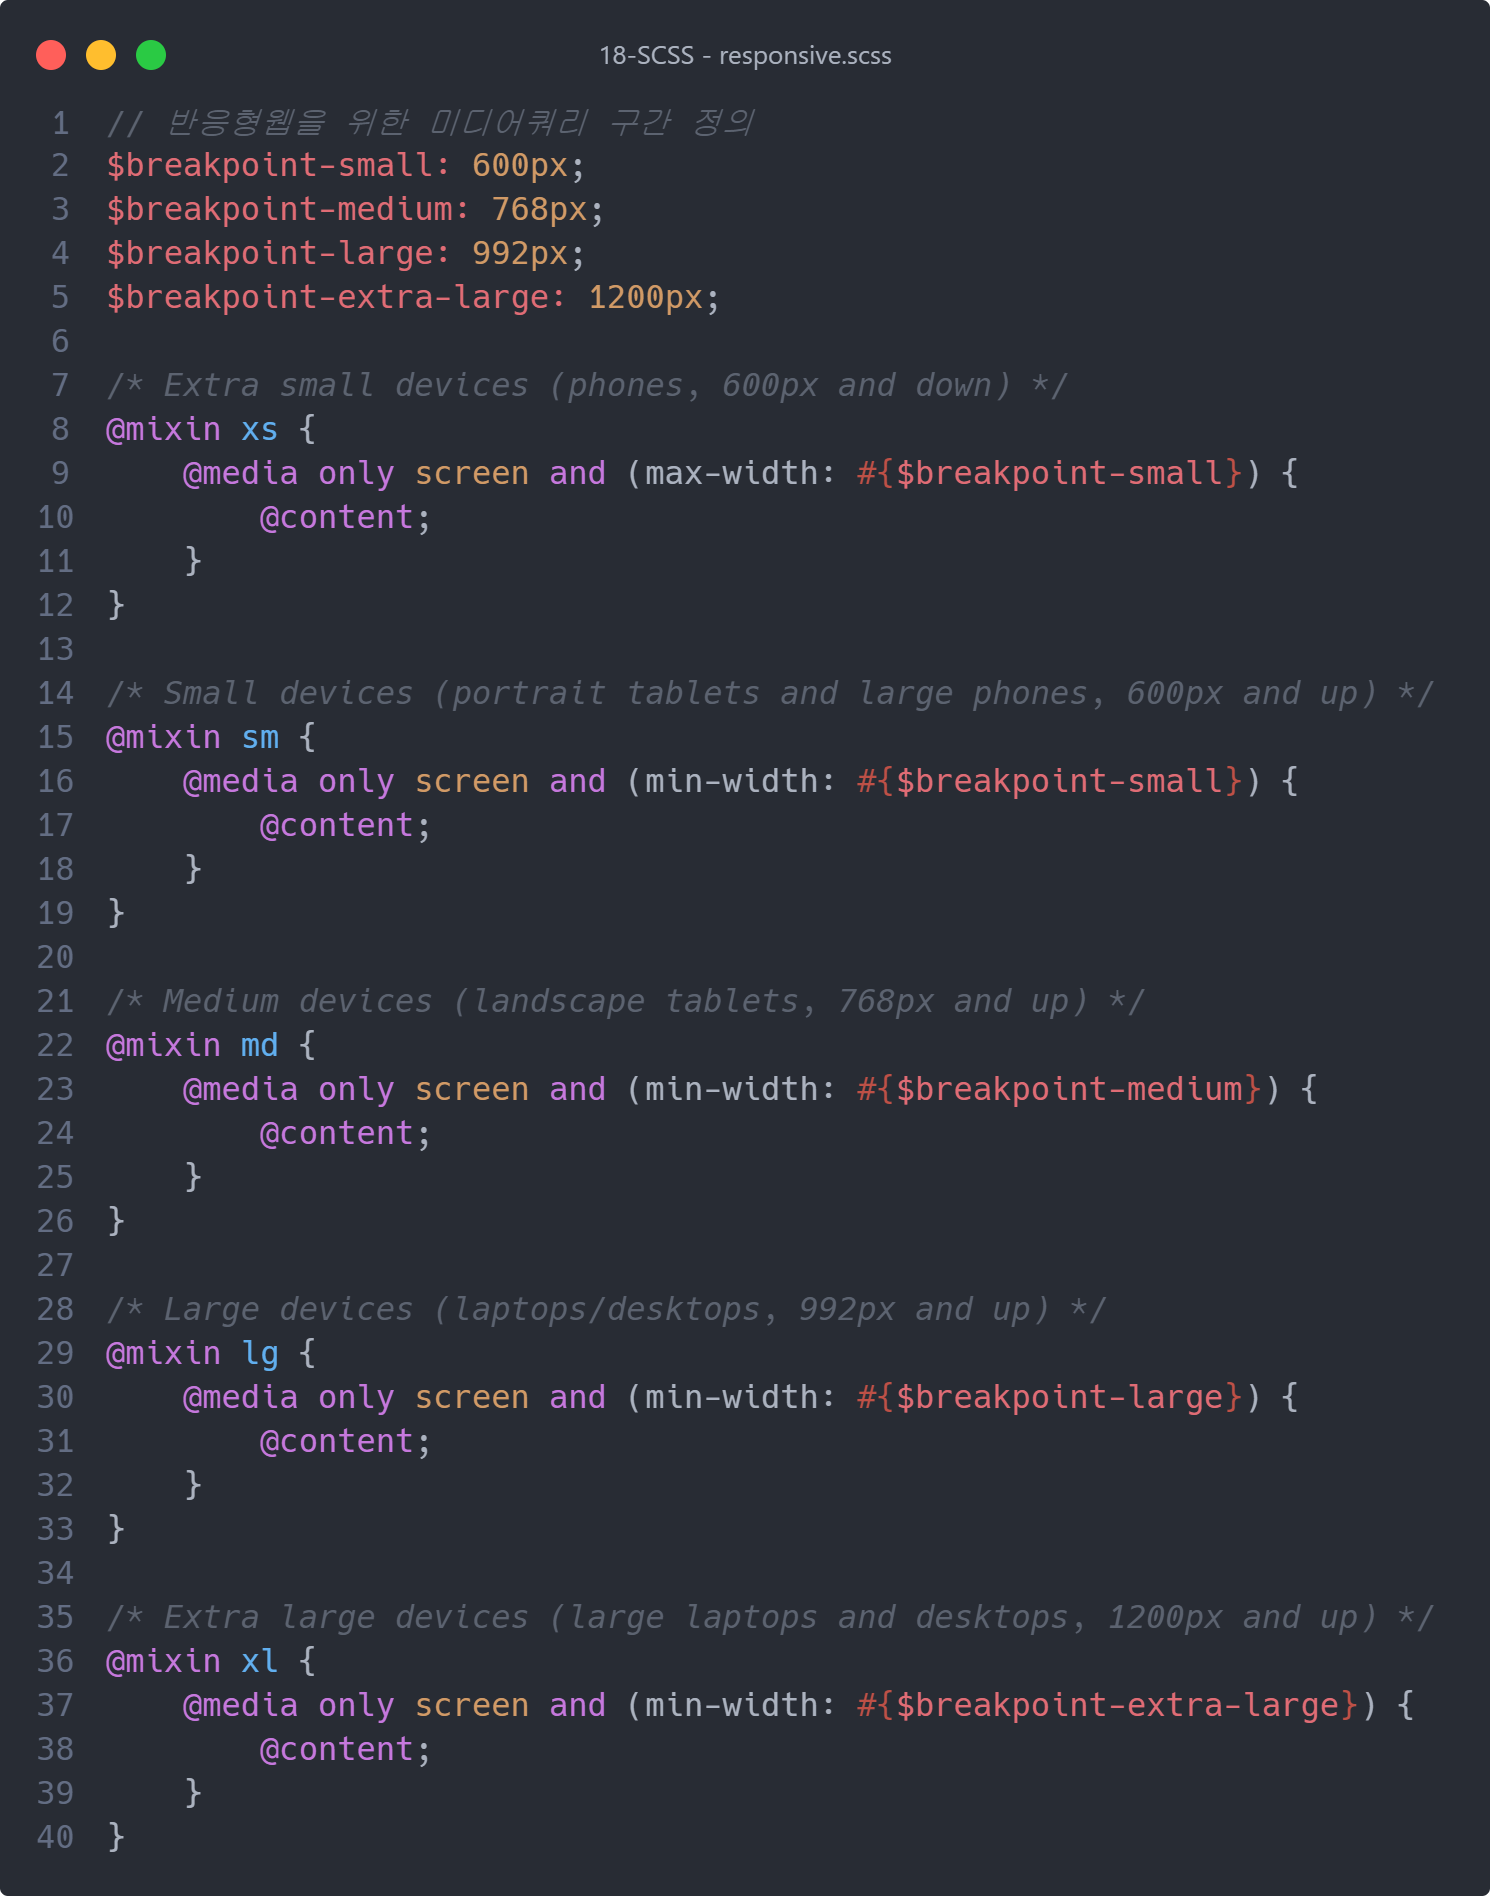 18-SCSS - responsive.scss
1 // 반응형웹을 위한 미디어쿼리 구간 정의
2 $breakpoint-small: 600px;
3 $breakpoint-medium: 768px;
4 $breakpoint-large: 992px;
5 $breakpoint-extra-large: 1200px;
6
7 /* Extra small devices (phones, 600px and down) */
8 @mixin xs {
9     @media only screen and (max-width: #{$breakpoint-small}) {
10         @content;
11     }
12 }
13
14 /* Small devices (portrait tablets and large phones, 600px and up) */
15 @mixin sm {
16     @media only screen and (min-width: #{$breakpoint-small}) {
17         @content;
18     }
19 }
20
21 /* Medium devices (landscape tablets, 768px and up) */
22 @mixin md {
23     @media only screen and (min-width: #{$breakpoint-medium}) {
24         @content;
25     }
26 }
27
28 /* Large devices (laptops/desktops, 992px and up) */
29 @mixin lg {
30     @media only screen and (min-width: #{$breakpoint-large}) {
31         @content;
32     }
33 }
34
35 /* Extra large devices (large laptops and desktops, 1200px and up) */
36 @mixin xl {
37     @media only screen and (min-width: #{$breakpoint-extra-large}) {
38         @content;
39     }
40 }